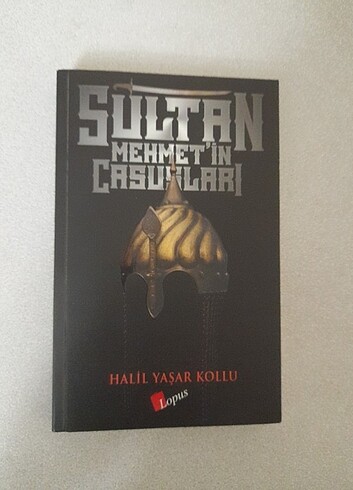 SULTAN
MEHMET'İN
CASUSLARI
HALİL YAŞAR KOLLU
Lopus